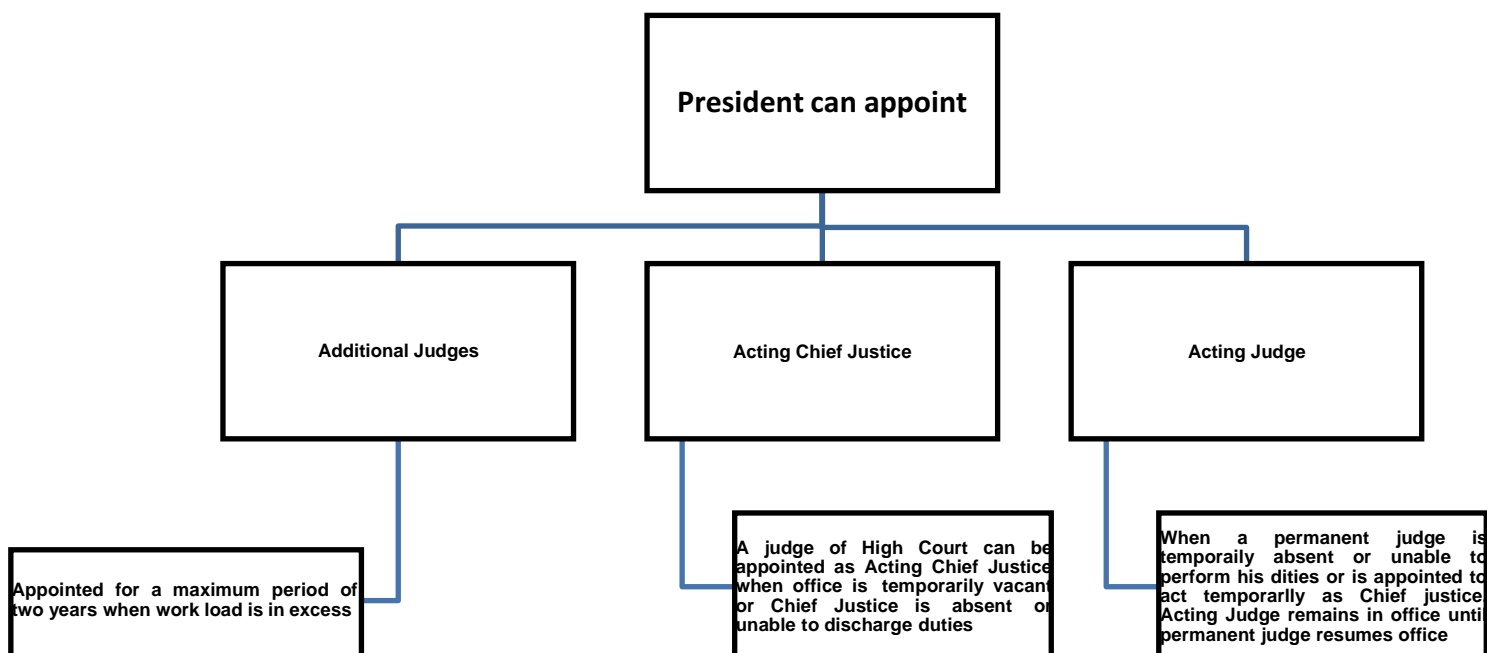 President can appoint
Additional Judges
Acting Chief Justice
Acting Judge
Appointed for a maximum period of
two years when work load is in excess
A judge of High Court can be
appointed as Acting Chief Justice
when office is temporarily vacant
or Chief Justice is absent or
unable to discharge duties
When a permanent judge is
temporaily absent or unable to
perform his dities or is appointed to
act temporarlly as Chief justice
Acting Judge remains in office until
permanent judge resumes office